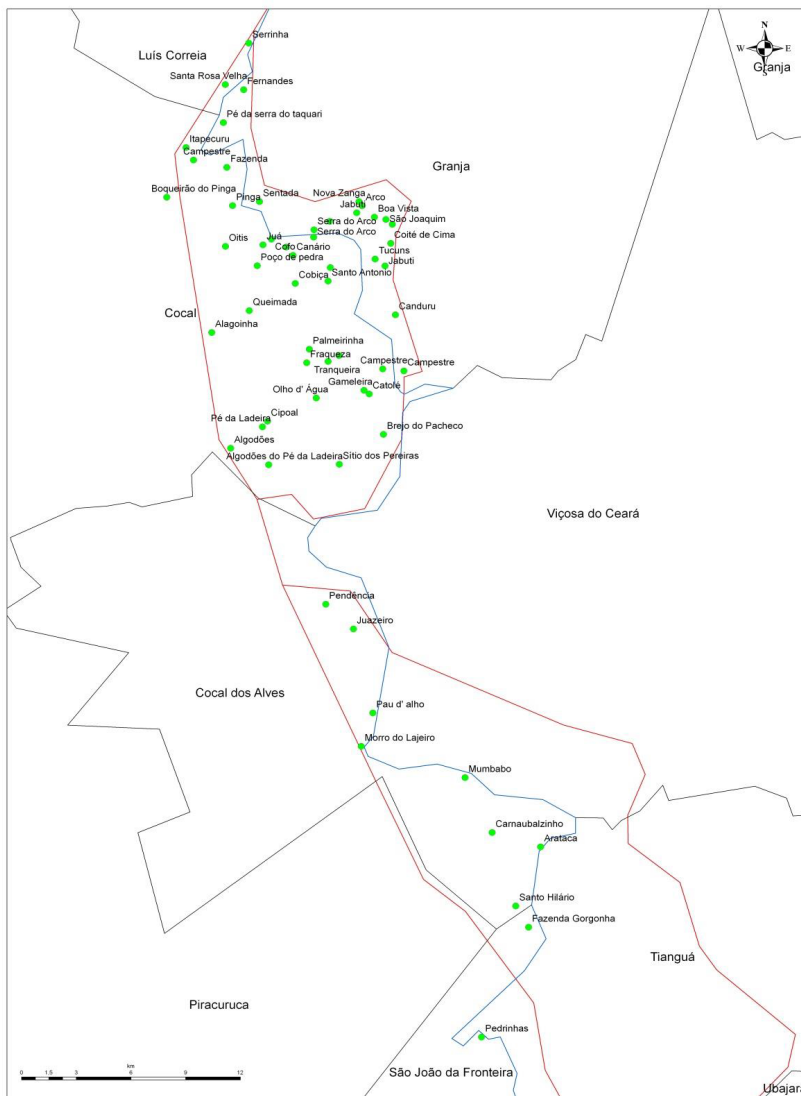 Serrinha
N
W E
S
Granja
Luís Correia
Santa Rosa Velha
Fernandes
Pé da serra do taquari
Itapecuru
Campestre
Fazenda
Granja
Boqueirão do Pinga
Pinga
Sentada
Nova Zanga
Arco
Jabuti
Boa Vista
São Joaquim
Serra do Arco
Serra do Arco
Juá
Coité de Cima
Oitis
Cofo
Canário
Tucuns
Poço de pedra
Jabuti
Santo Antonio
Cobiça
Queimada
Canduru
Cocal
Alagoinha
Palmeirinha
Fraqueza
Tranqueira
Campestre
Campestre
Gameleira
Catolé
Olho d' Água
Pé da Ladeira
Cipoal
Brejo do Pacheco
Algodões
Algodões do Pé da Ladeira
Sítio dos Pereiras
Viçosa do Ceará
Pendência
Juazeiro
Cocal dos Alves
Pau d' alho
Morro do Lajeiro
Mumbabo
Carnaubalzinho
Arataca
Santo Hilário
Fazenda Gorgonha
Tianguá
Piracuruca
Pedrinhas
São João da Fronteira
km
0 1,5 3 6 9 12
Ubajara